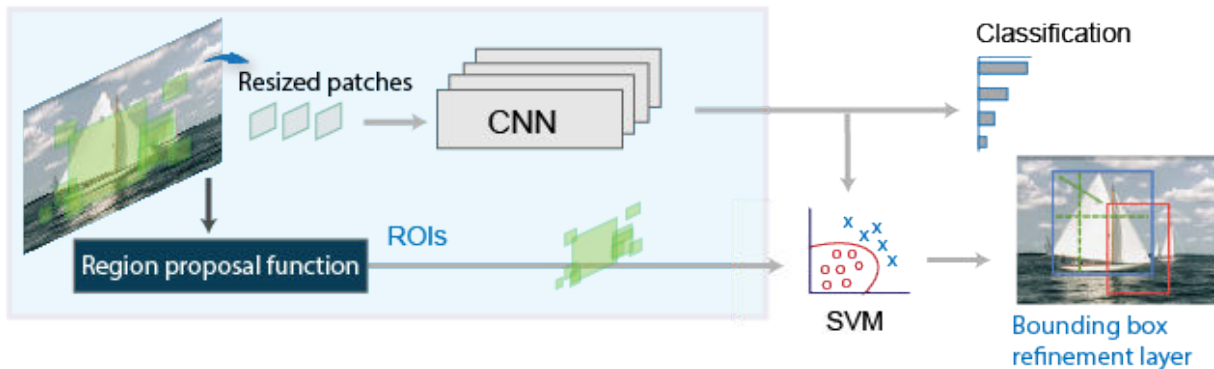 Classification
Resized patches
CNN
ROIs
Region proposal function
SVM
Bounding box
refinement layer